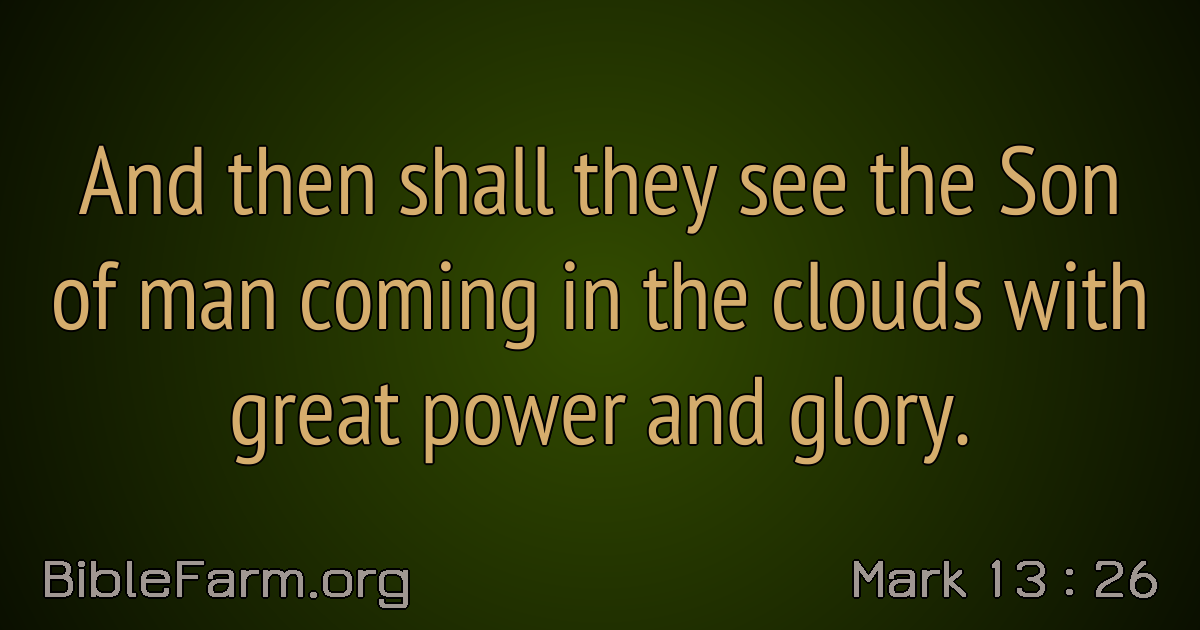 And then shall they see the Son
of man coming in the clouds with
great power and glory.
BibleFarm.org
Mark 13 : 26